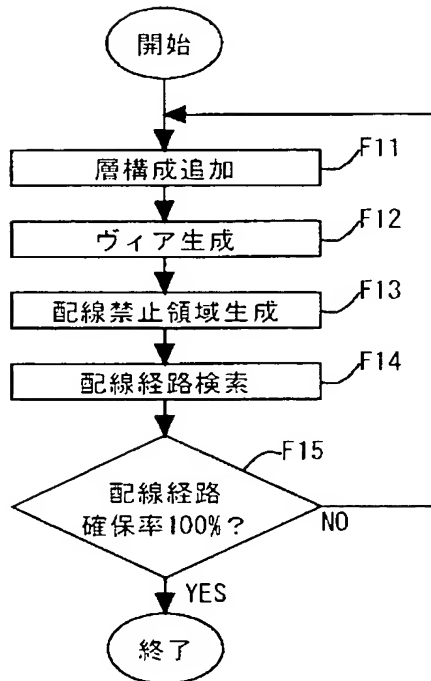 開始
層構成追加
F11
ヴィア生成
F12
配線禁止領域生成
F13
配線経路検索
F14
F15
配線経路
確保率100%?
NO
YES
終了